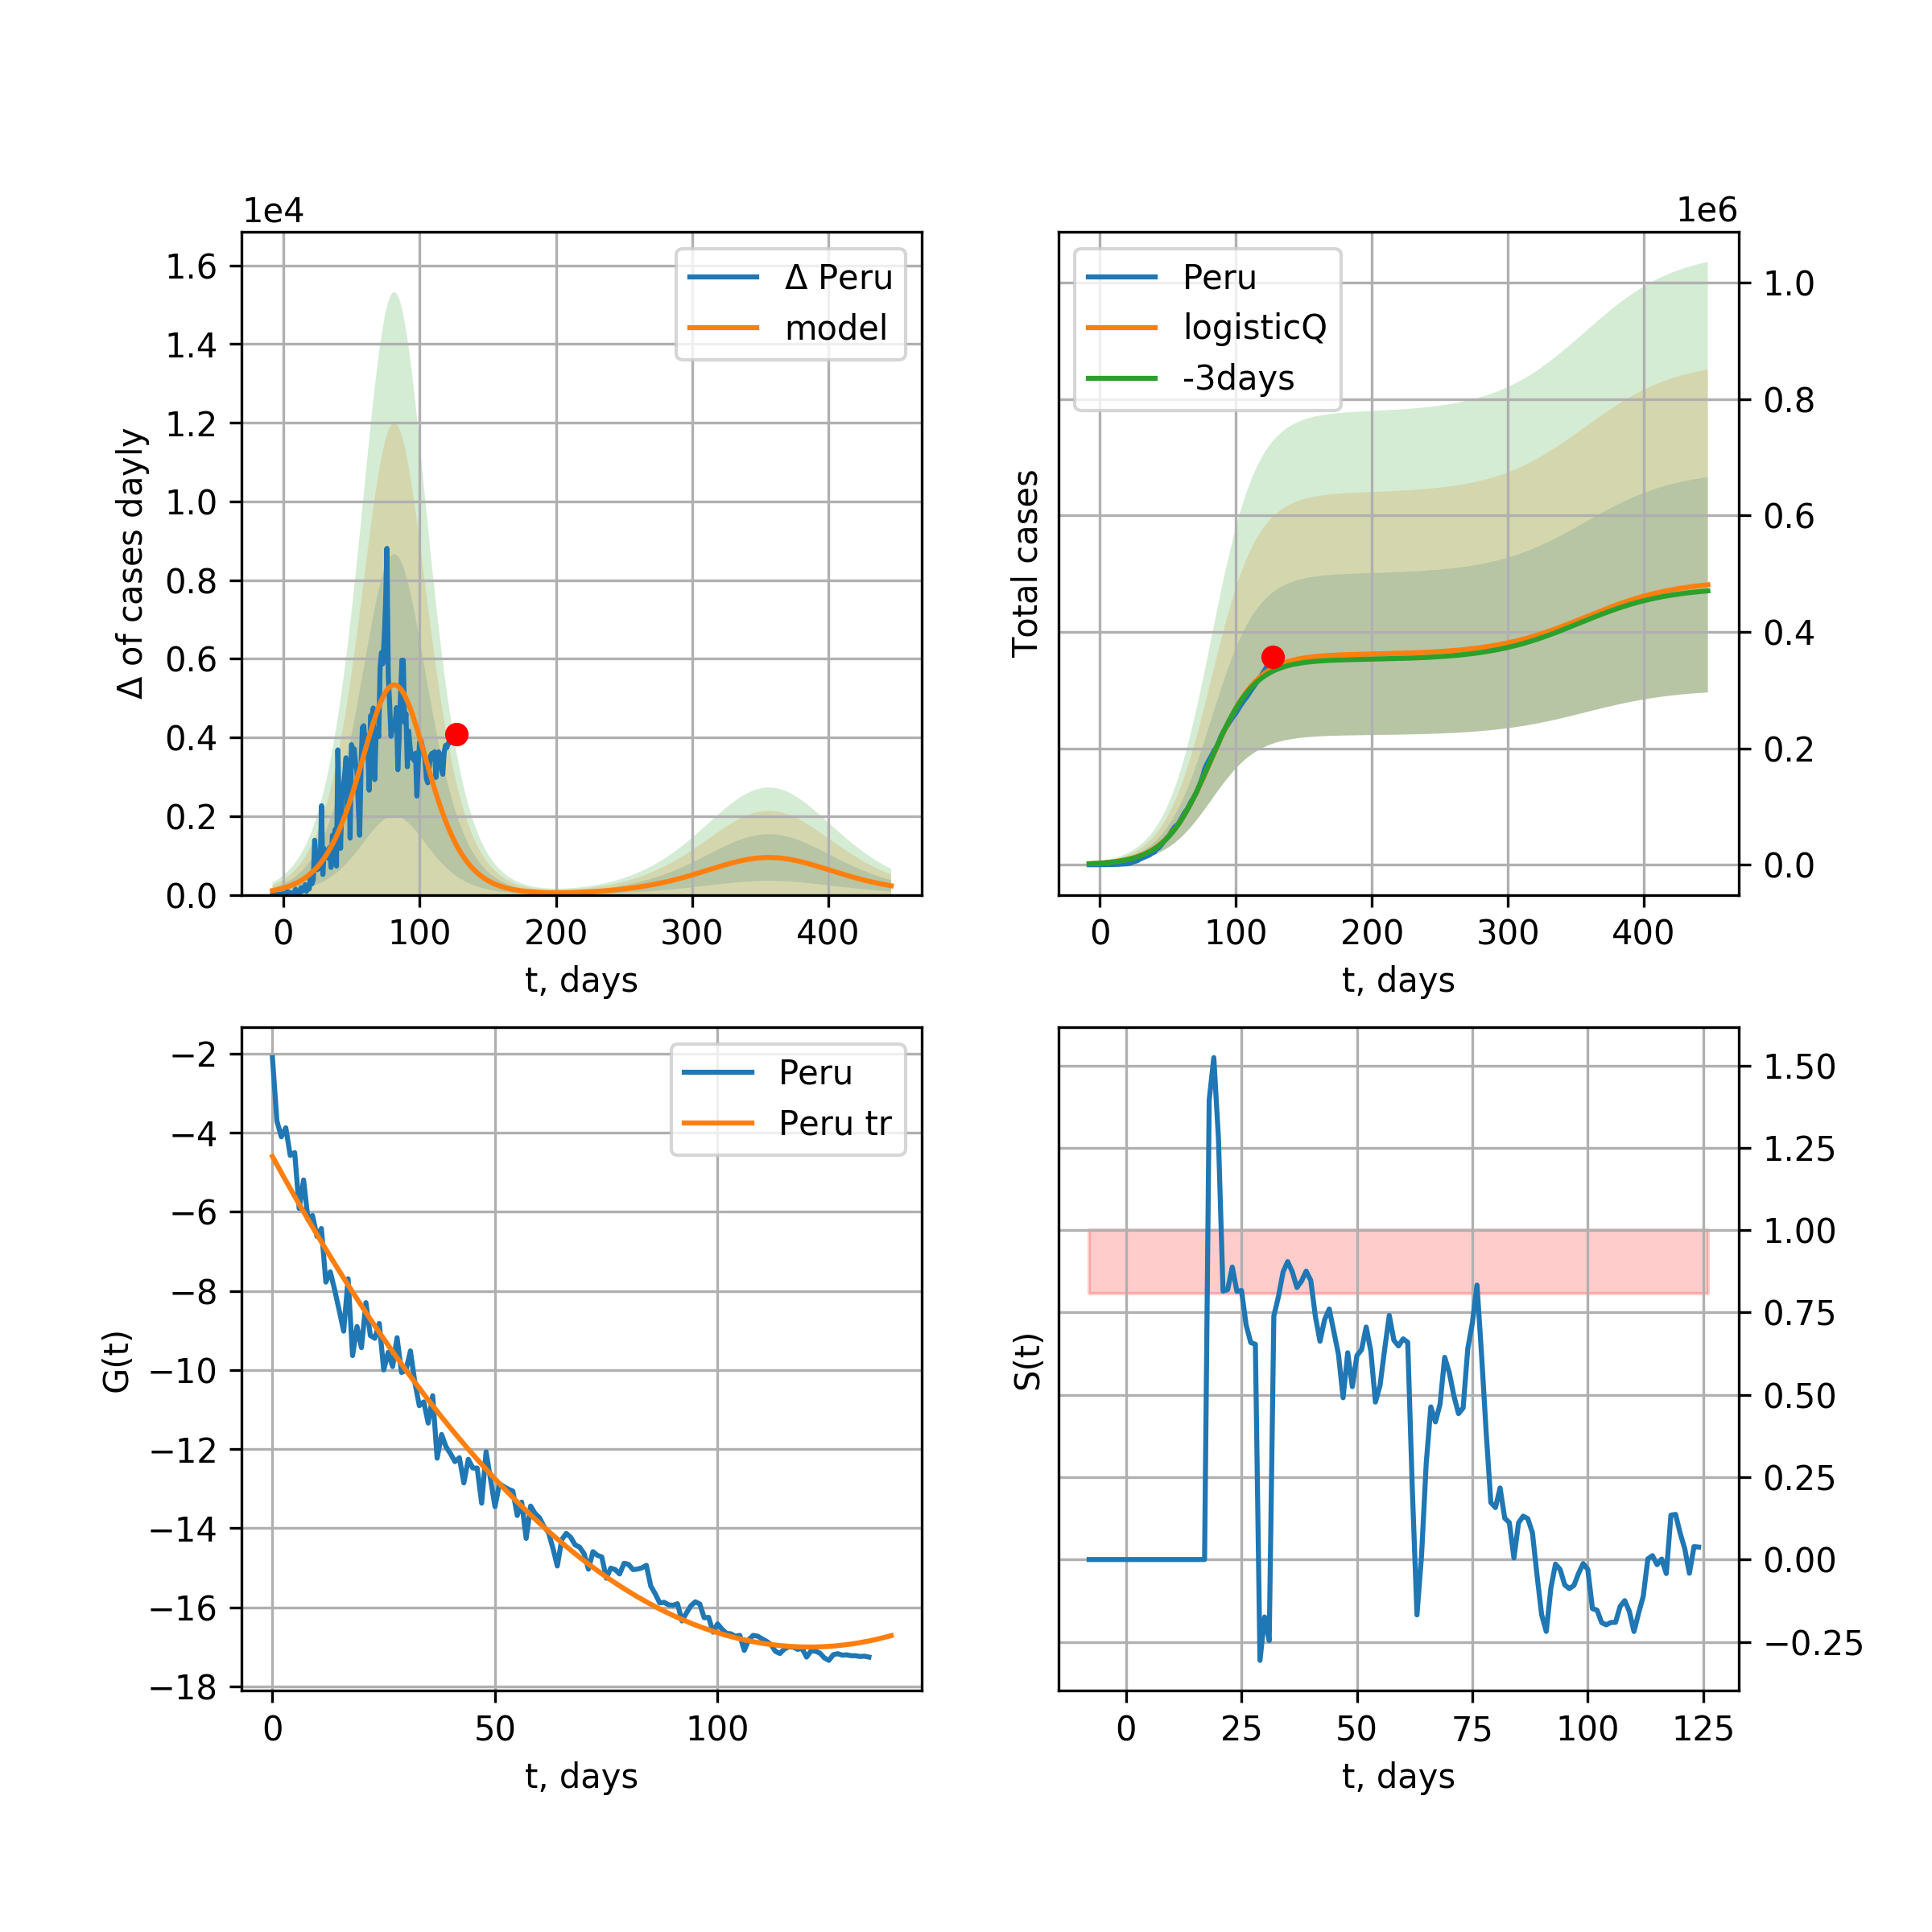 1e4
1.6
1.4
1.2
1.0
0.8
0.6
0.4
0.2
0.0
Δ of cases dayly
Δ Peru
model
0 100 200 300 400
t, days
1e6
1.0
0.8
0.6
0.4
0.2
0.0
Total cases
Peru
logisticQ
-3days
0 100 200 300 400
t, days
−2
−4
−6
−8
−10
−12
−14
−16
−18
G(t)
Peru
Peru tr
0 50 100
t, days
1.50
1.25
1.00
0.75
0.50
0.25
0.00
−0.25
S(t)
0 25 50 75 100 125
t, days